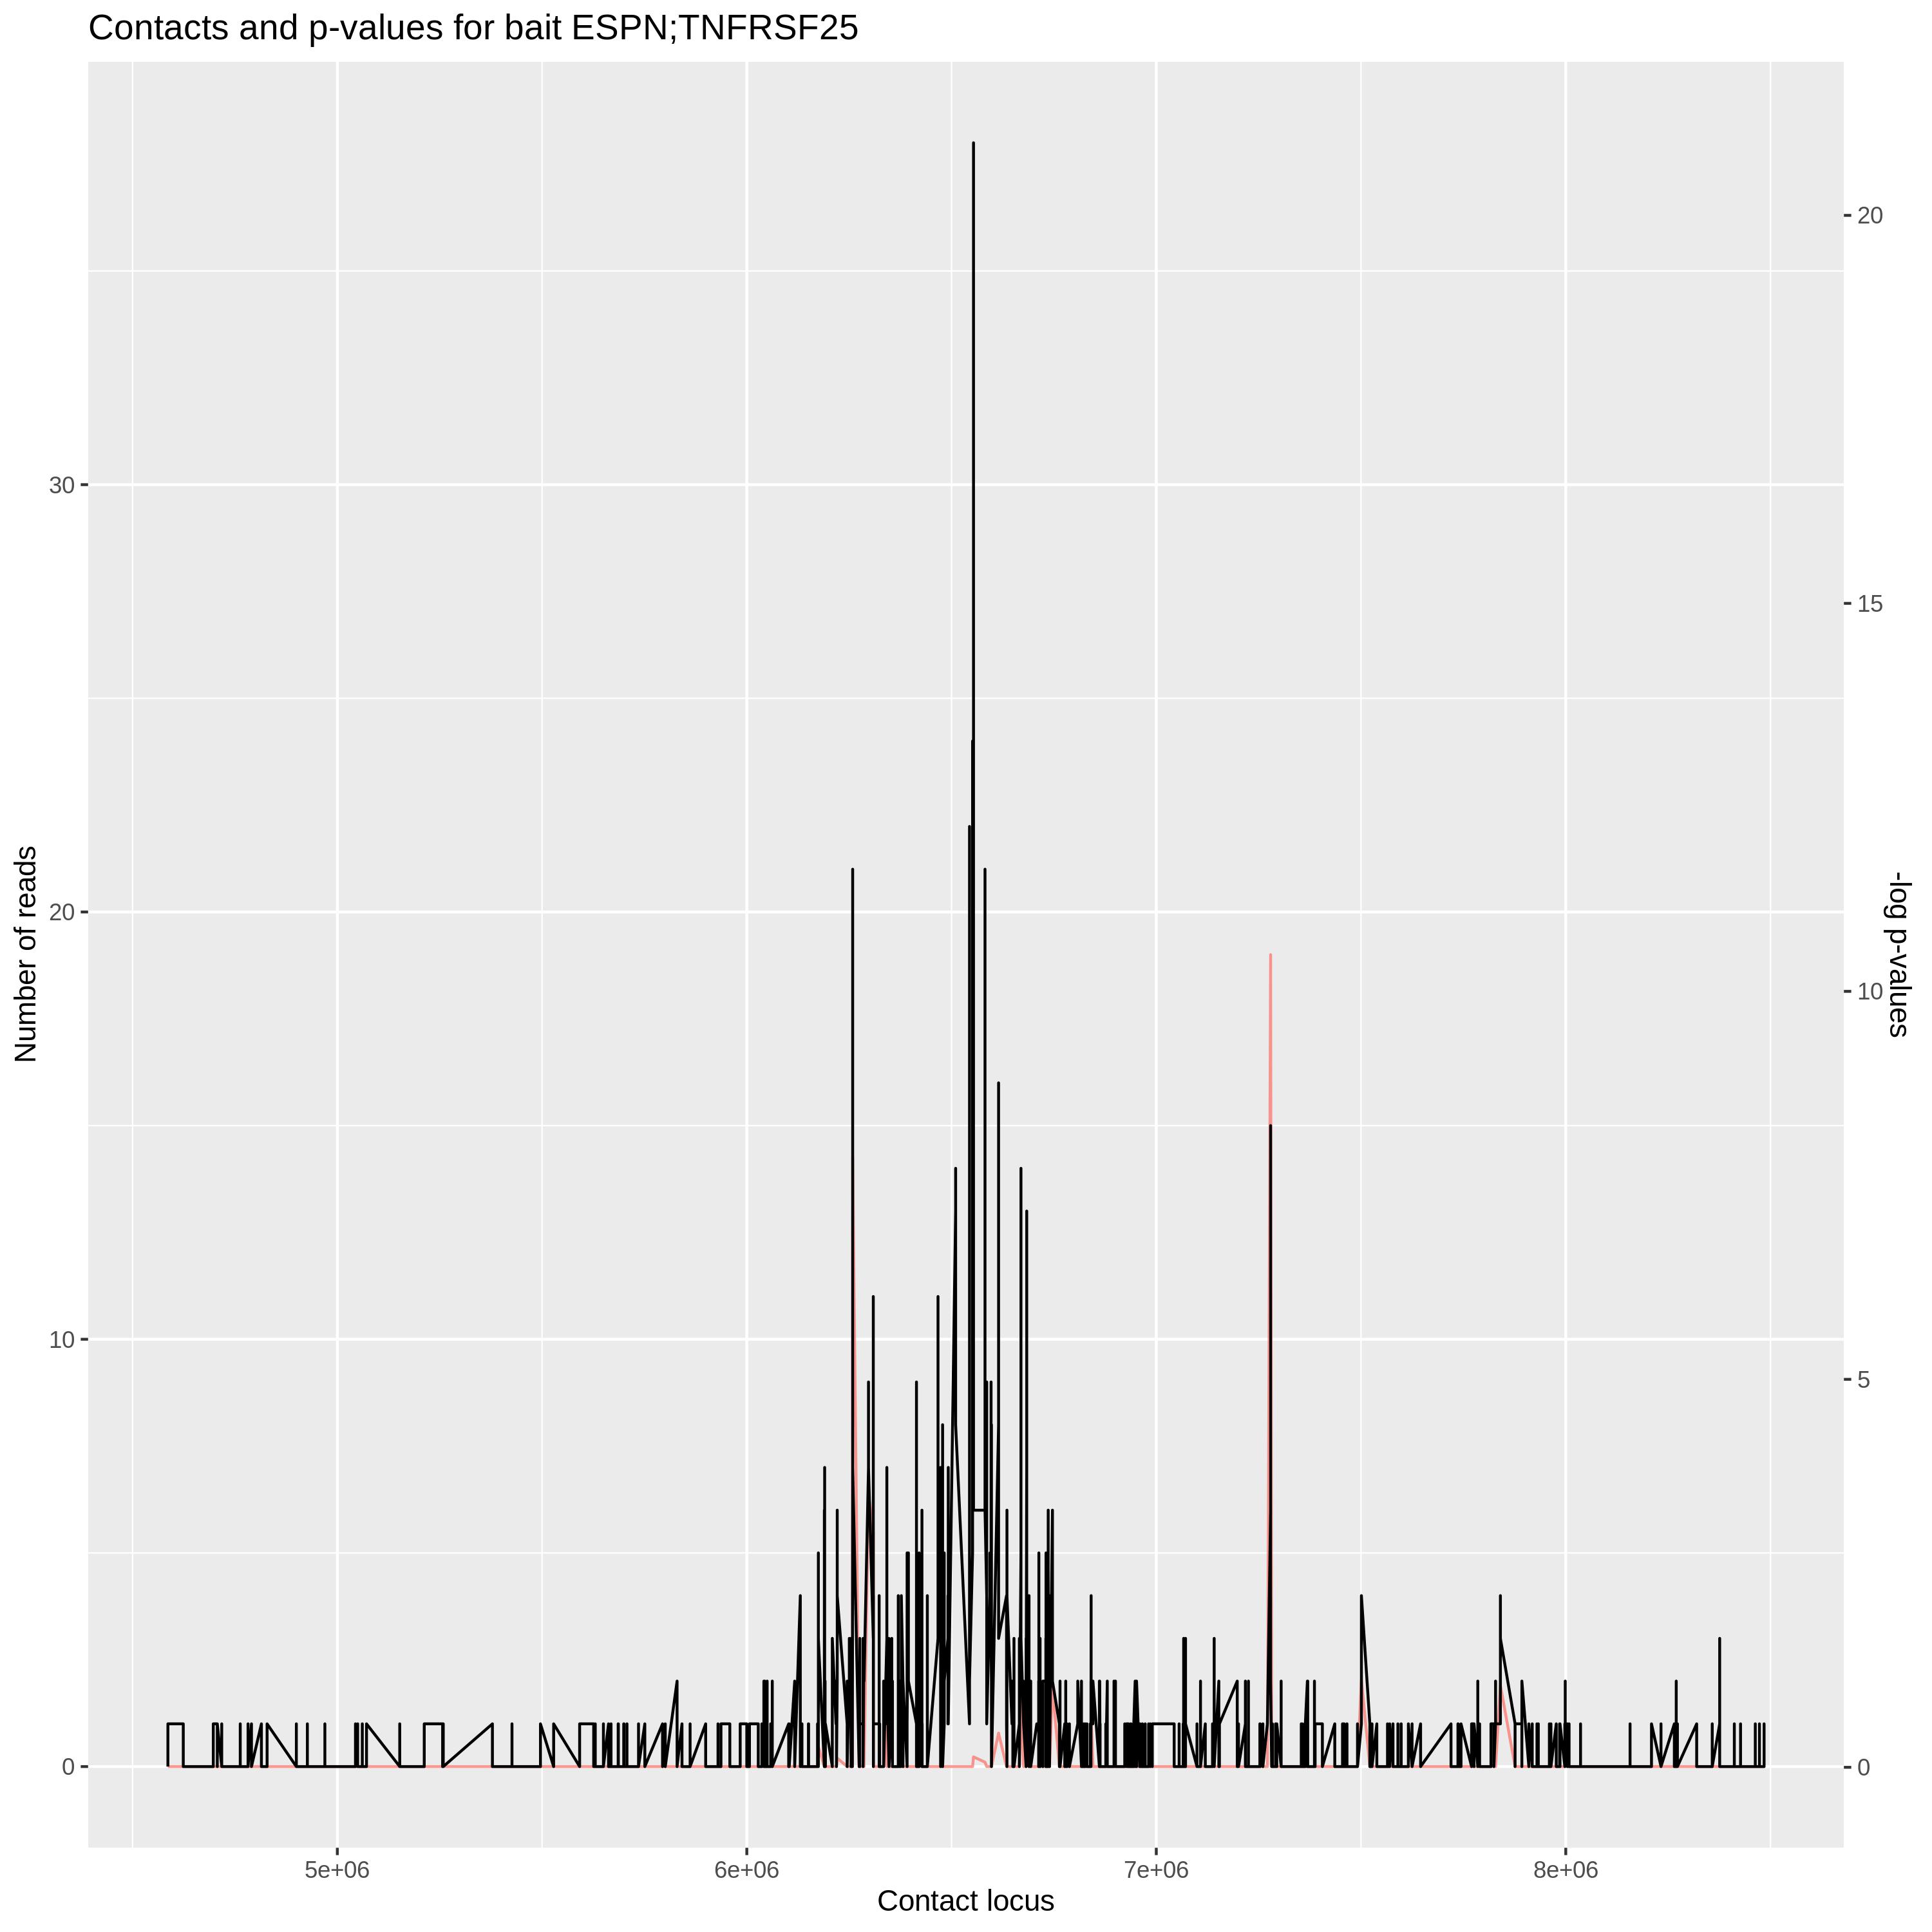 Contacts and p-values for bait ESPN;TNFRSF25
Number of reads
30
20
10
0
20
15
10
5
0
-log p-values
5e+06
6e+06
7e+06
8e+06
Contact locus